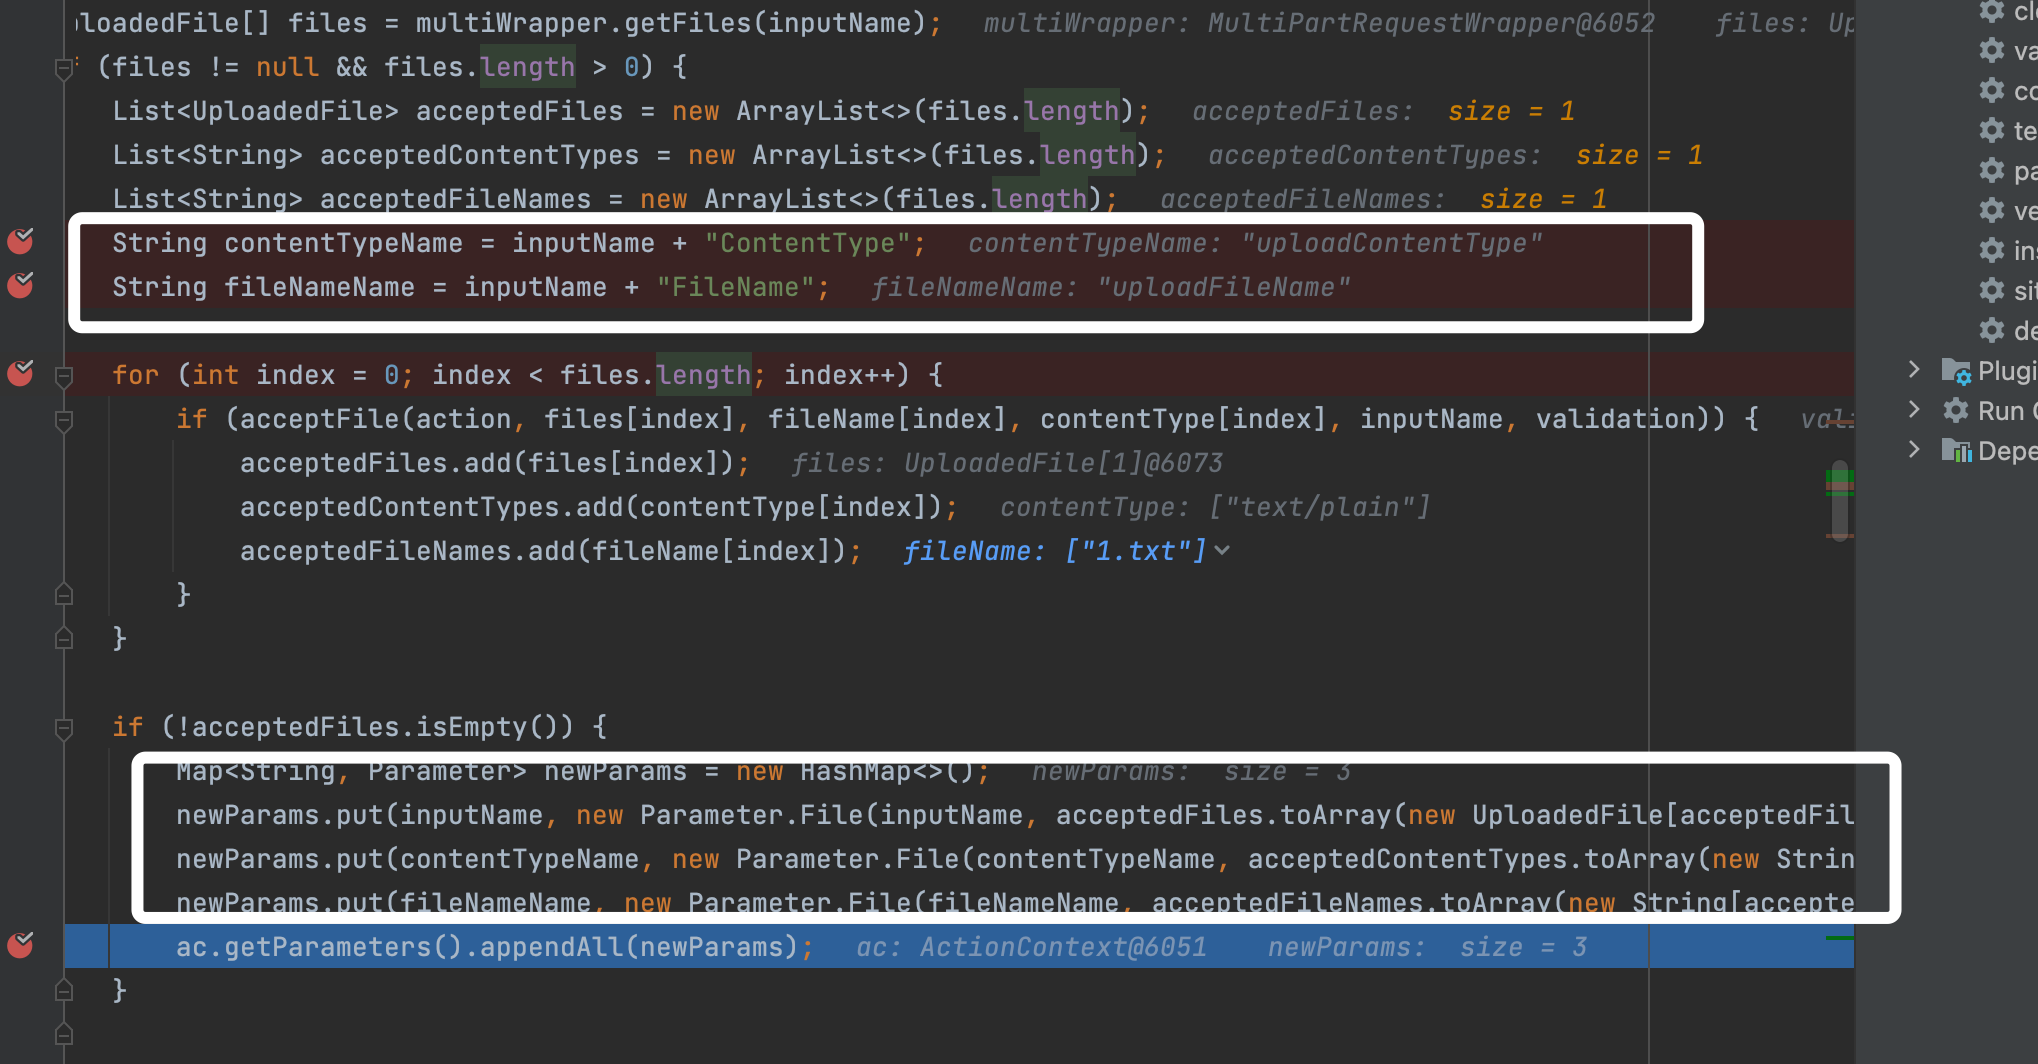 loadedFile[] files = multiWrapper.getFiles(inputName); multiWrapper: MultiPartRequestWrapper@6052 files: Up
(files != null && files.length > 0) {
List<UploadedFile> acceptedFiles = new ArrayList<>(files.length); acceptedFiles: size = 1
List<String> acceptedContentTypes = new ArrayList<>(files.length); acceptedContentTypes: size = 1
List<String> acceptedFileNames = new ArrayList<>(files.length); acceptedFileNames: size = 1
String contentTypeName = inputName + "ContentType"; contentTypeName: "uploadContentType"
String fileNameName = inputName + "FileName"; fileNameName: "uploadFileName"
for (int index = 0; index < files.length; index++) {
if (acceptFile(action, files[index], fileName[index], contentType[index], inputName, validation)) { vali
acceptedFiles.add(files[index]); files: UploadedFile[1]@6073
acceptedContentTypes.add(contentType[index]); contentType: ["text/plain"]
acceptedFileNames.add(fileName[index]); fileName: ["1.txt"]
}
}
if (!acceptedFiles.isEmpty()) {
Map<String, Parameter> newParams = new HashMap<>(); newParams: size = 3
newParams.put(inputName, new Parameter.File(inputName, acceptedFiles.toArray(new UploadedFile[acceptedFil
newParams.put(contentTypeName, new Parameter.File(contentTypeName, acceptedContentTypes.toArray(new Strin
newParams.put(fileNameName, new Parameter.File(fileNameName, acceptedFileNames.toArray(new String[accepte
ac.getParameters().appendAll(newParams); ac: ActionContext@6051 newParams: size = 3
}
cl
va
co
te
pa
ve
ins
sit
de
Plugi
Run C
Depe